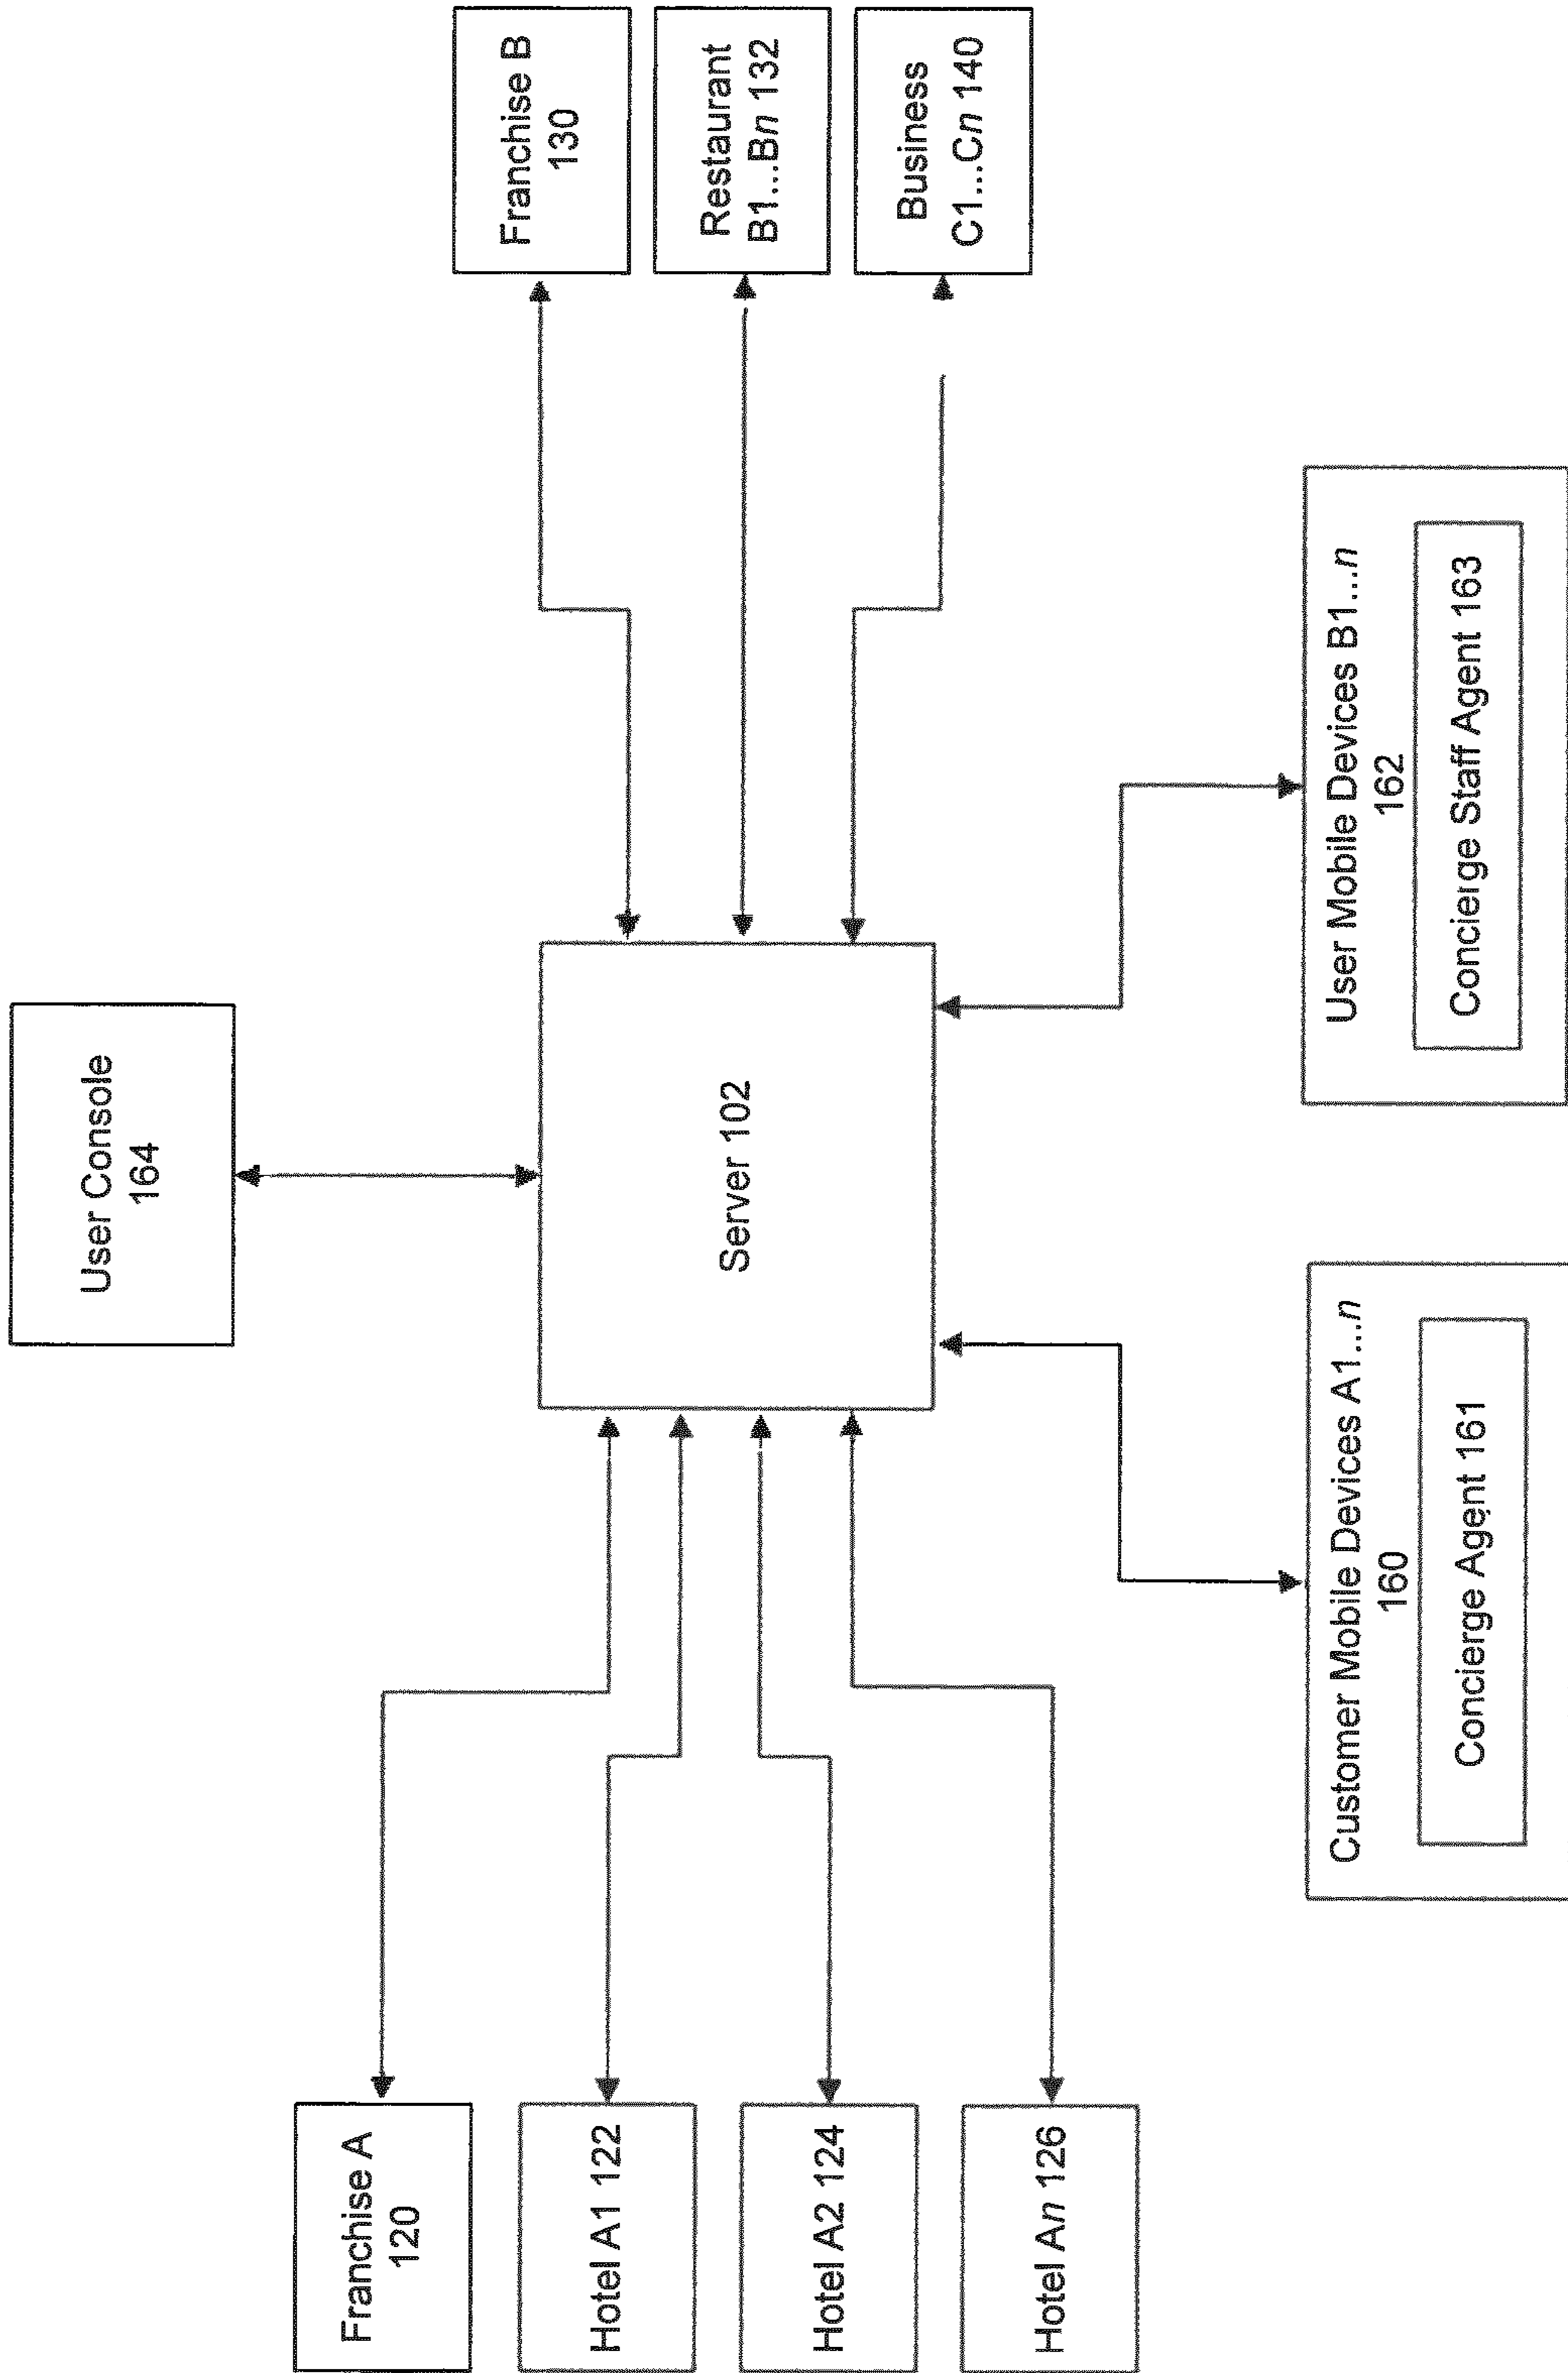 User Console
164
Franchise A
120
Hotel A1 122
Hotel A2 124
Hotel An 126
Server 102
Franchise B
130
Restaurant
B1...Bn 132
Business
C1...Cn 140
Customer Mobile Devices A1...n
160
Concierge Agent 161
User Mobile Devices B1...n
162
Concierge Staff Agent 163